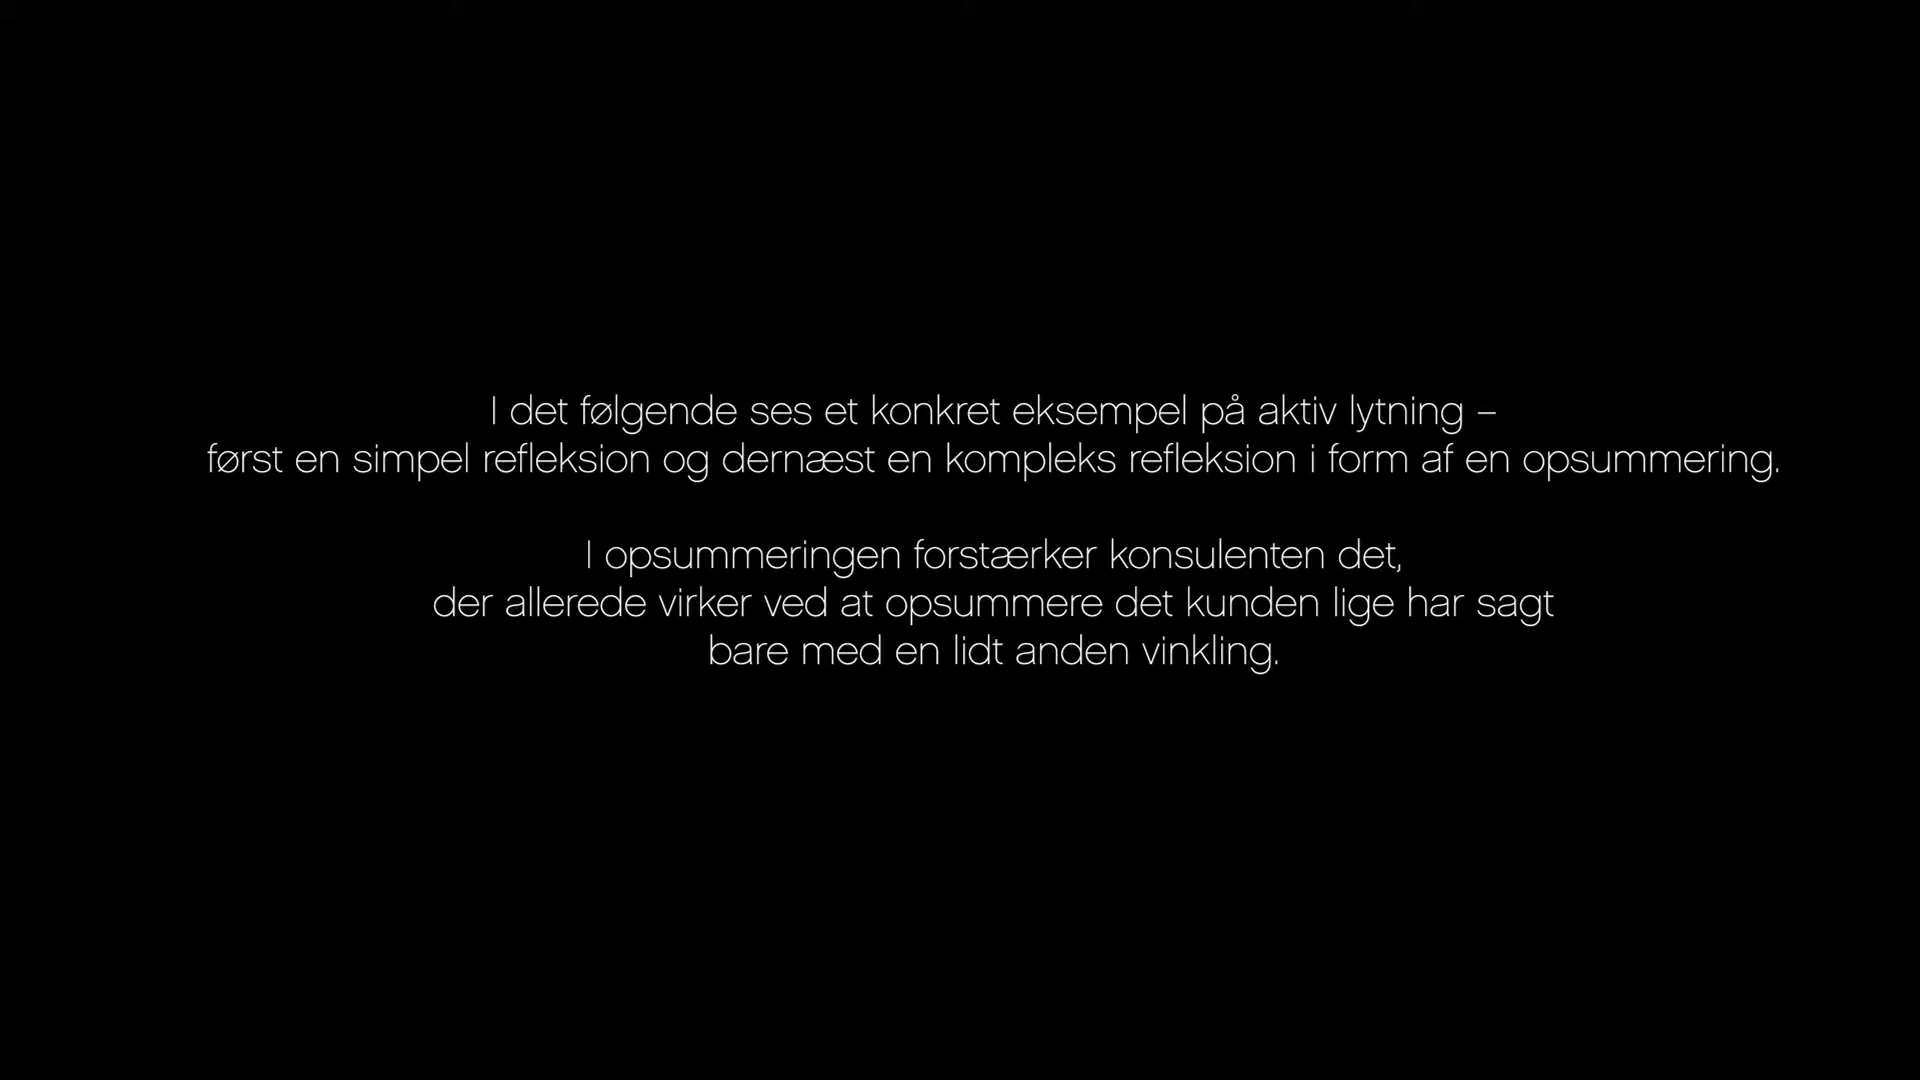 I det følgende ses et konkret eksempel på aktiv lytning –
først en simpel refleksion og dernæst en kompleks refleksion i form af en opsummering.
I opsummeringen forstærker konsulenten det,
der allerede virker ved at opsummere det kunden lige har sagt
bare med en lidt anden vinkling.